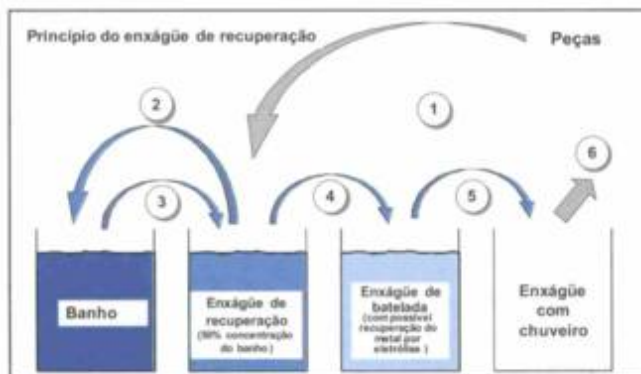 Princípio do enxágüe de recuperação
Peças
1
2
3
4
5
6
Banho
Enxágüe de
recuperação
(50% concentração
do banho)
Enxágüe de
batelada
(com possível
recuperação do
metal por
eletrólise)
Enxágüe
com
chuveiro